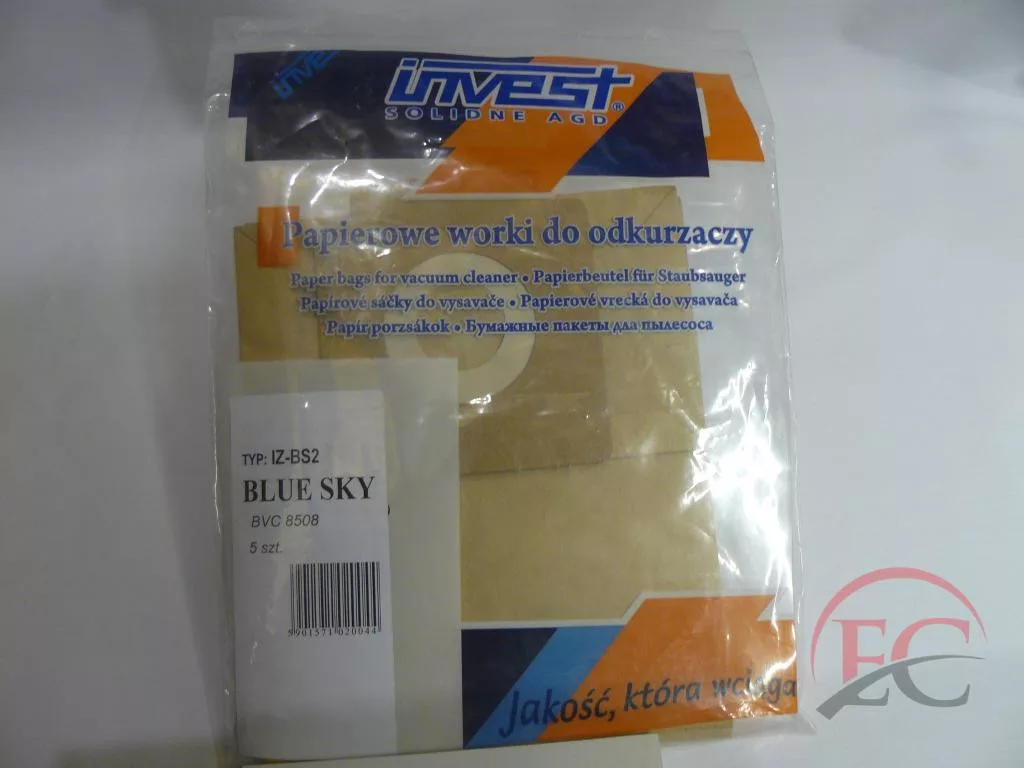 inve
invest®
SOLIDNE AGD
Papierowe worki do odkurzaczy
Paper bags for vacuum cleaner • Papierbeutel für Staubsauger
Papírové sáčky do vysavače • Papierové vrecká do vysavača
Papír porzsákok • Бумажные пакеты для пылесоса
TYP: IZ-BS2
BLUE SKY
BVC 8508
5 szt.
5901571020044
Jakość, która wciąga
EC